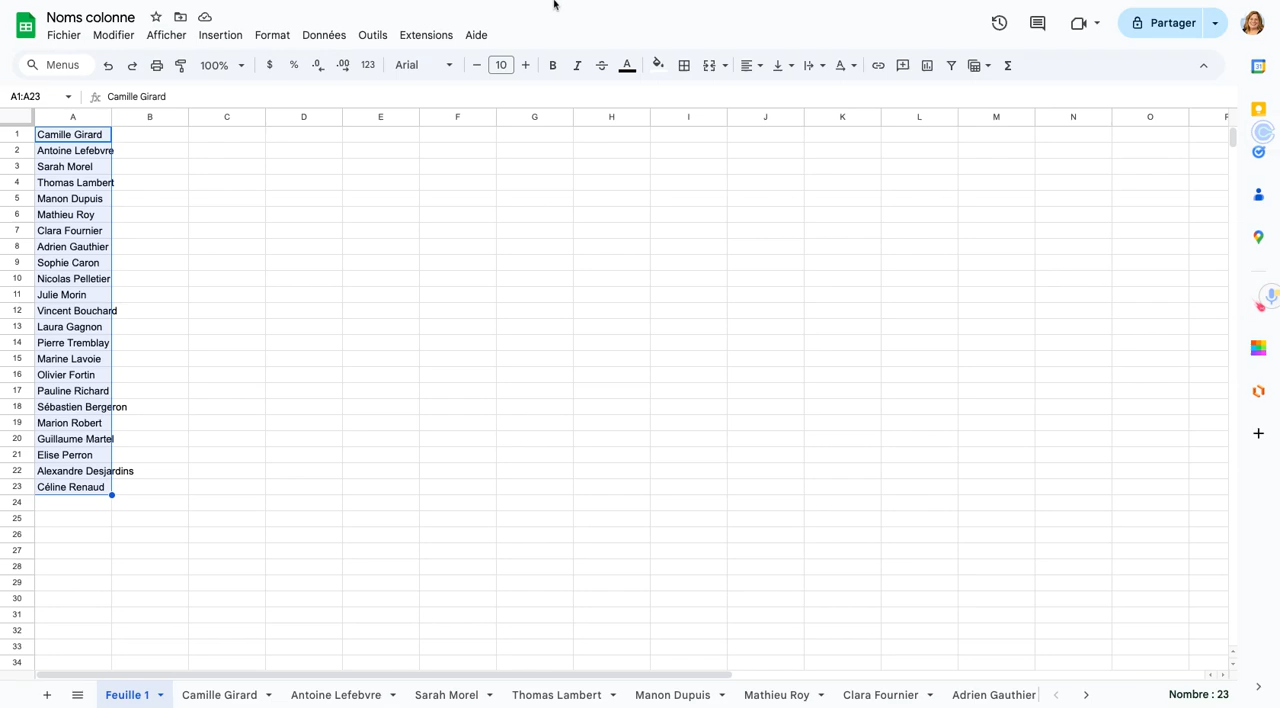 Noms colonne
Fichier Modifier Afficher Insertion Format Données Outils Extensions Aide
Partager
Menus 100% $ % .0 .00 123 Arial 10 B I A Σ
A1:A23 fx Camille Girard
A B C D E F G H I J K L M N O P
1 Camille Girard
2 Antoine Lefebvre
3 Sarah Morel
4 Thomas Lambert
5 Manon Dupuis
6 Mathieu Roy
7 Clara Fournier
8 Adrien Gauthier
9 Sophie Caron
10 Nicolas Pelletier
11 Julie Morin
12 Vincent Bouchard
13 Laura Gagnon
14 Pierre Tremblay
15 Marine Lavoie
16 Olivier Fortin
17 Pauline Richard
18 Sébastien Bergeron
19 Marion Robert
20 Guillaume Martel
21 Elise Perron
22 Alexandre Desjardins
23 Céline Renaud
24
25
26
27
28
29
30
31
32
33
34
Feuille 1 Camille Girard Antoine Lefebvre Sarah Morel Thomas Lambert Manon Dupuis Mathieu Roy Clara Fournier Adrien Gauthier Nombre : 23